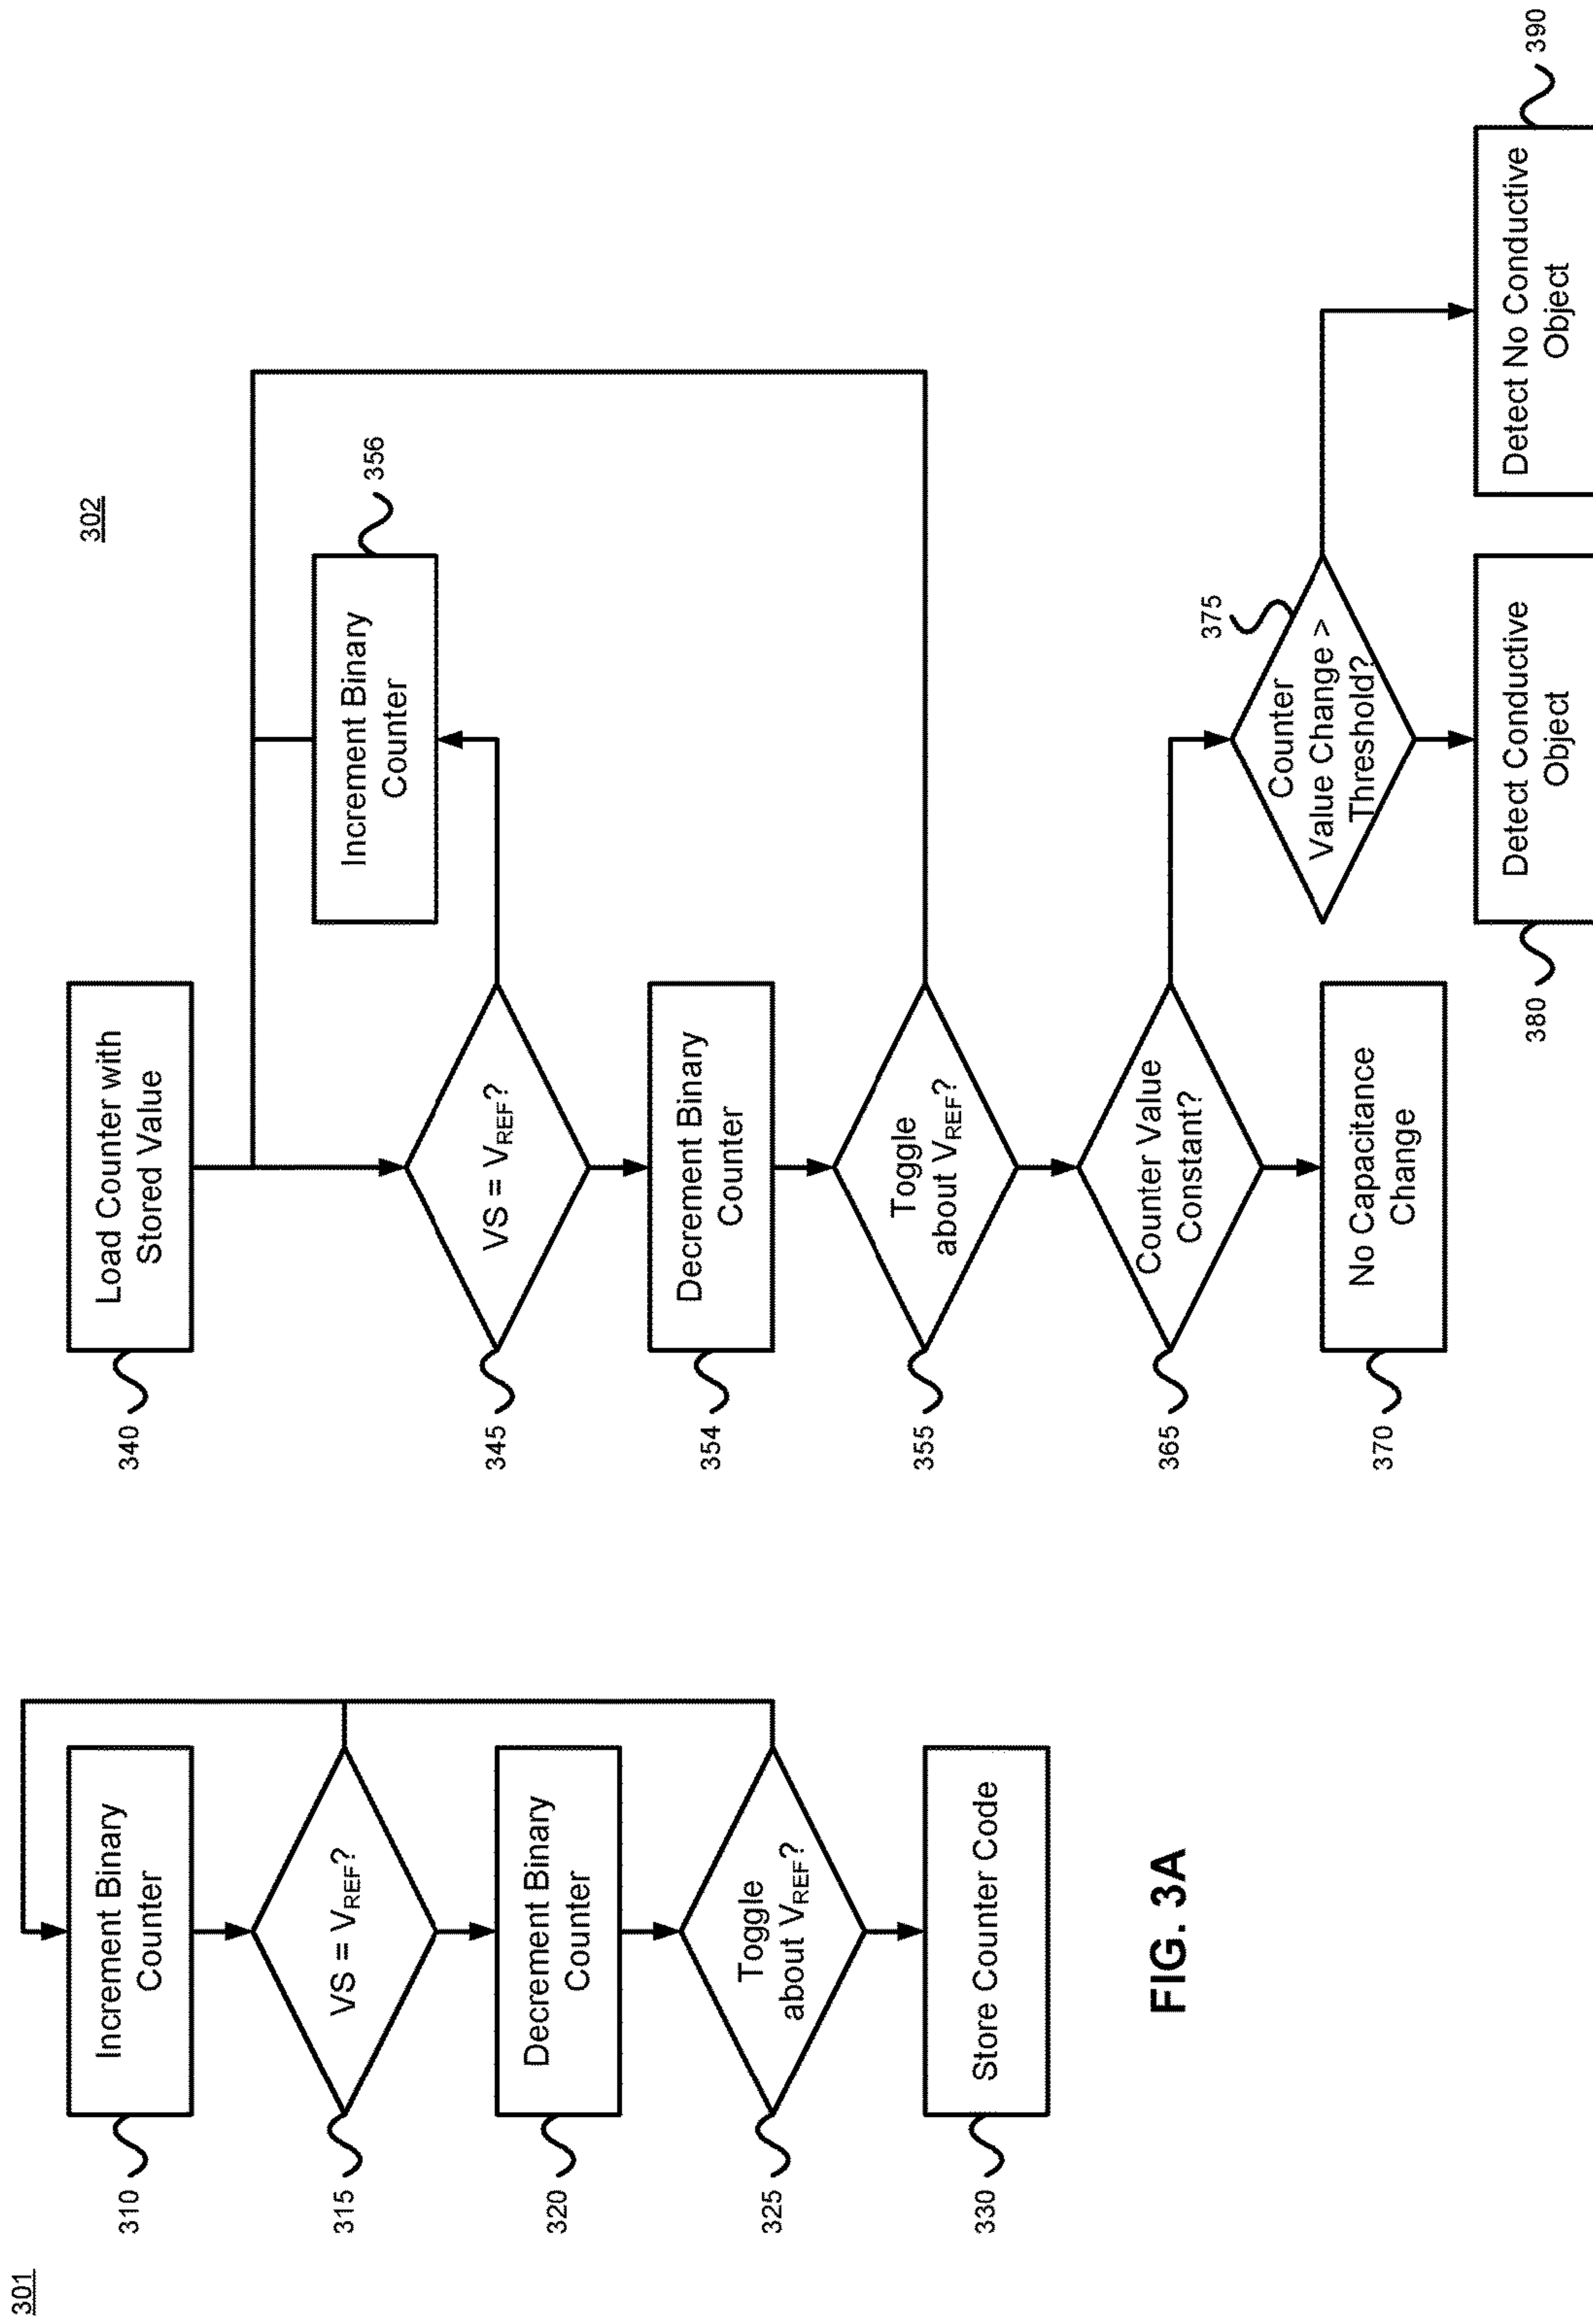 301
310
Increment Binary
Counter
315
VS = VREF?
320
Decrement Binary
Counter
325
Toggle
about VREF?
330
Store Counter Code
FIG. 3A
302
340
Load Counter with
Stored Value
345
VS = VREF?
356
Increment Binary
Counter
354
Decrement Binary
Counter
355
Toggle
about VREF?
365
Counter Value
Constant?
370
No Capacitance
Change
375
Counter
Value Change >
Threshold?
380
Detect Conductive
Object
390
Detect No Conductive
Object